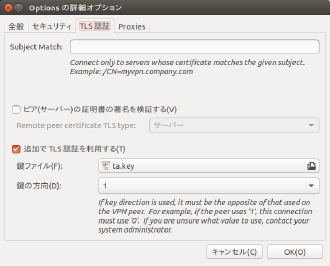 Options の詳細オプション
全般 セキュリティ TLS 認証 Proxies
Subject Match:
Connect only to servers whose certificate matches the given subject.
Example: /CN=myvpn.company.com
ピア(サーバー)の証明書の署名を検証する(V)
Remote peer certificate TLS type: サーバー
追加で TLS 認証を利用する(T)
鍵ファイル(F): ta.key
鍵の方向(D): 1
If key direction is used, it must be the opposite of that used on
the VPN peer. For example, if the peer uses '1', this connection
must use '0'. If you are unsure what value to use, contact your
system administrator.
キャンセル(C) OK(O)